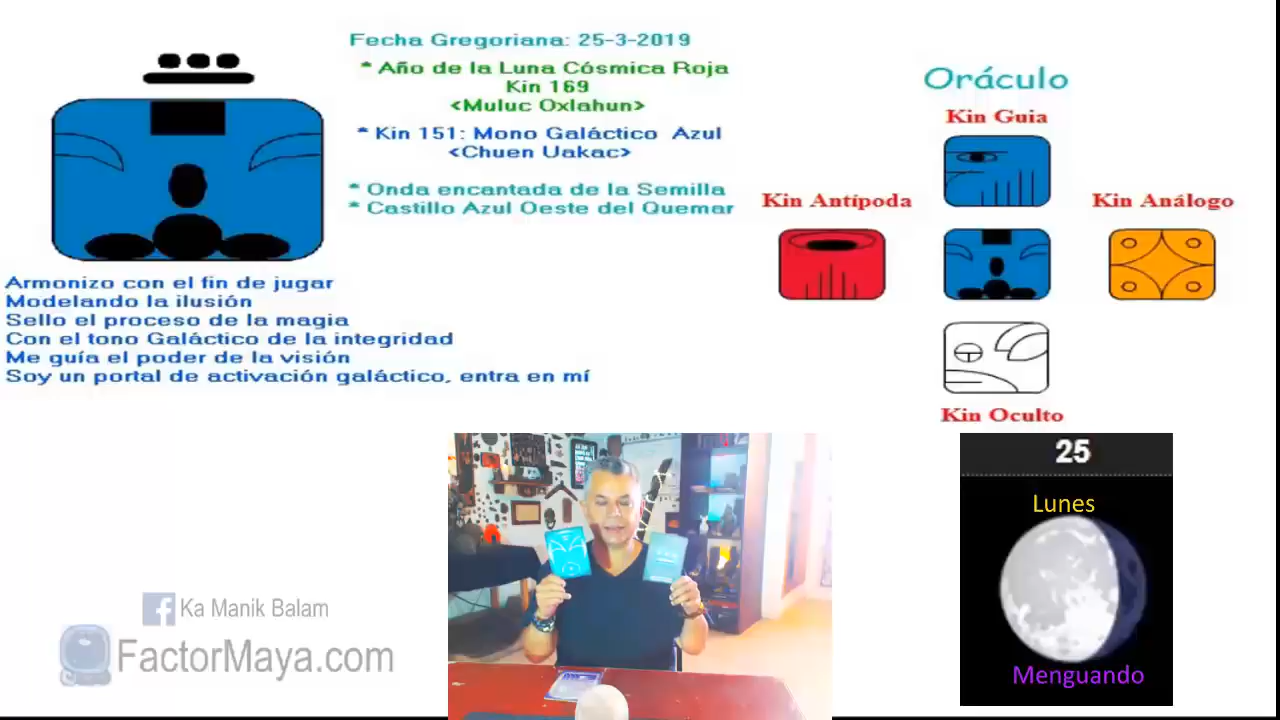 Fecha Gregoriana: 25-3-2019
* Año de la Luna Cósmica Roja
Kin 169
<Muluc Oxlahun>
* Kin 151: Mono Galáctico Azul
<Chuen Uakac>
* Onda encantada de la Semilla
* Castillo Azul Oeste del Quemar
Armonizo con el fin de jugar
Modelando la ilusión
Sello el proceso de la magia
Con el tono Galáctico de la integridad
Me guía el poder de la visión
Soy un portal de activación galáctico, entra en mí
Oráculo
Kin Guia
Kin Antípoda
Kin Análogo
Kin Oculto
25
Lunes
Menguando
Ka Manik Balam
FactorMaya.com